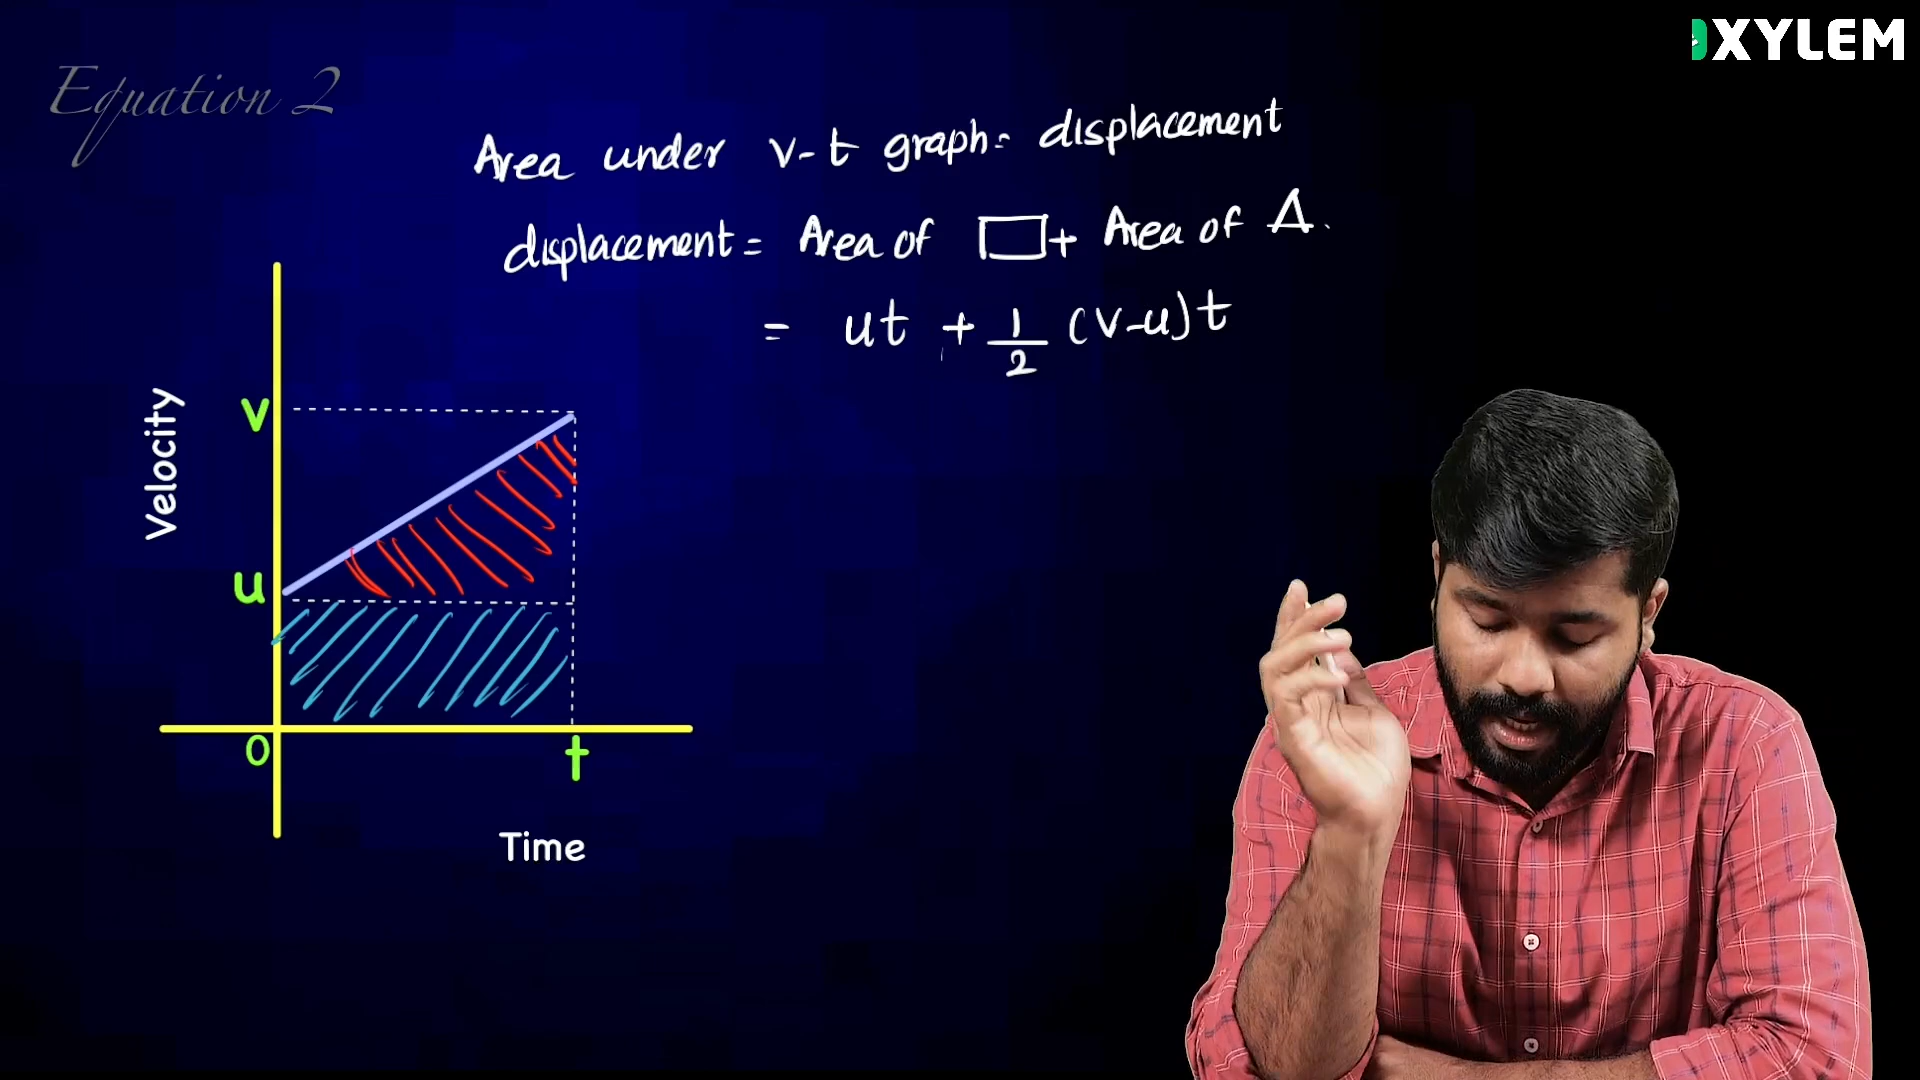 XYLEM
Equation 2
Area under v-t graph = displacement
displacement = Area of □ + Area of Δ.
= ut + 1/2 (v-u)t
v
Velocity
u
0
t
Time